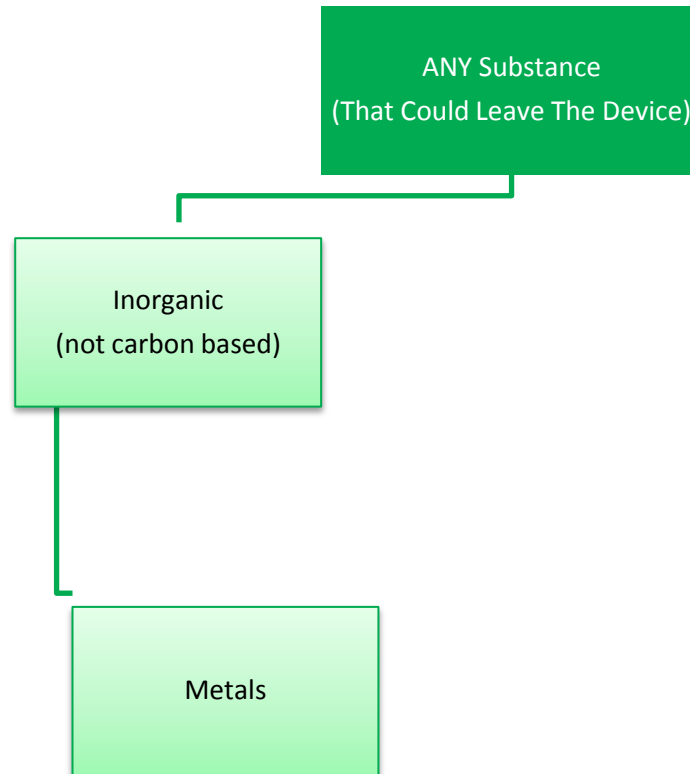 ANY Substance
(That Could Leave The Device)
Inorganic
(not carbon based)
Metals